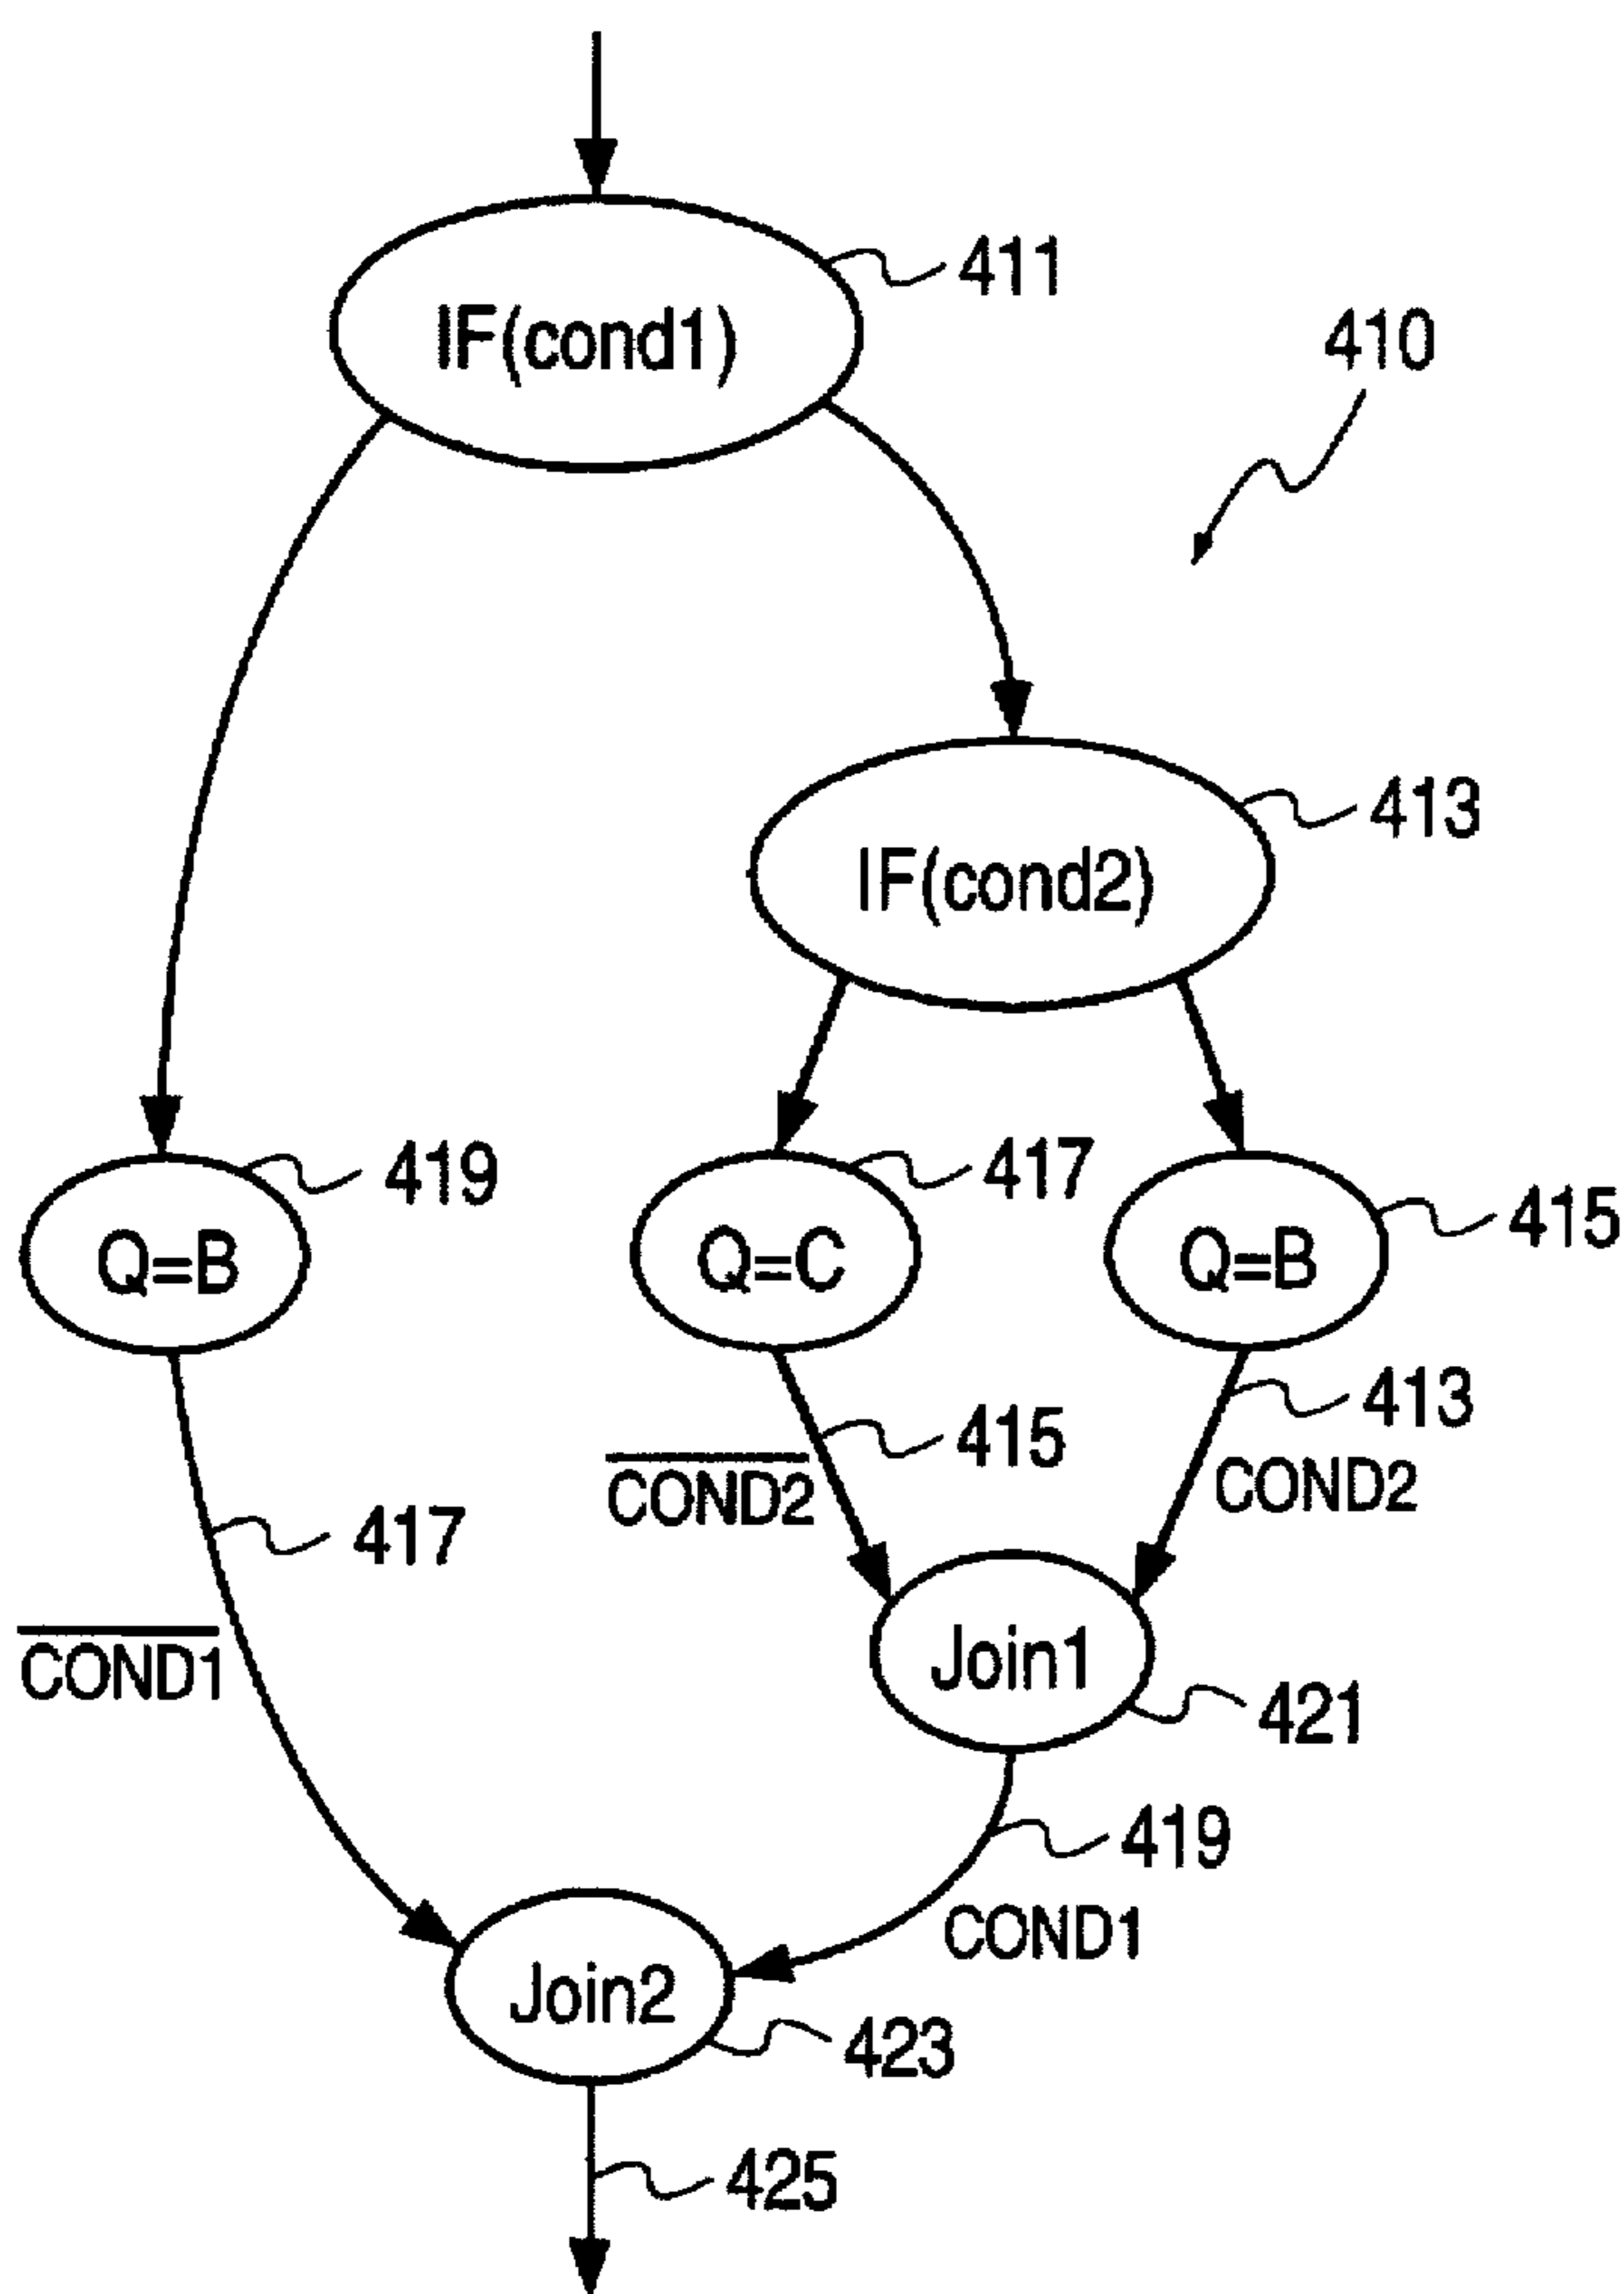 411
IF(cond1)
410
413
IF(cond2)
419
417
415
Q=B
Q=C
Q=B
413
415
COND2
COND2
417
COND1
Join1
421
419
COND1
Join2
423
425